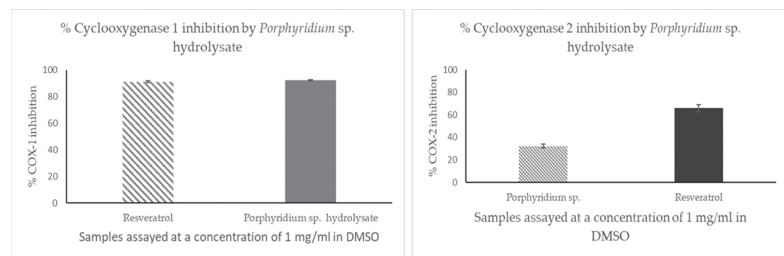 % Cyclooxygenase 1 inhibition by Porphyridium sp.
hydrolysate
100
80
60
40
20
0
% COX-1 inhibition
Resveratrol
Porphyridium sp. hydrolysate
Samples assayed at a concentration of 1 mg/ml in DMSO
% Cyclooxygenase 2 inhibition by Porphyridium sp.
hydrolysate
100
80
60
40
20
0
% COX-2 inhibition
Porphyridium sp.
Resveratrol
Samples assayed at a concentration of 1 mg/ml in
DMSO